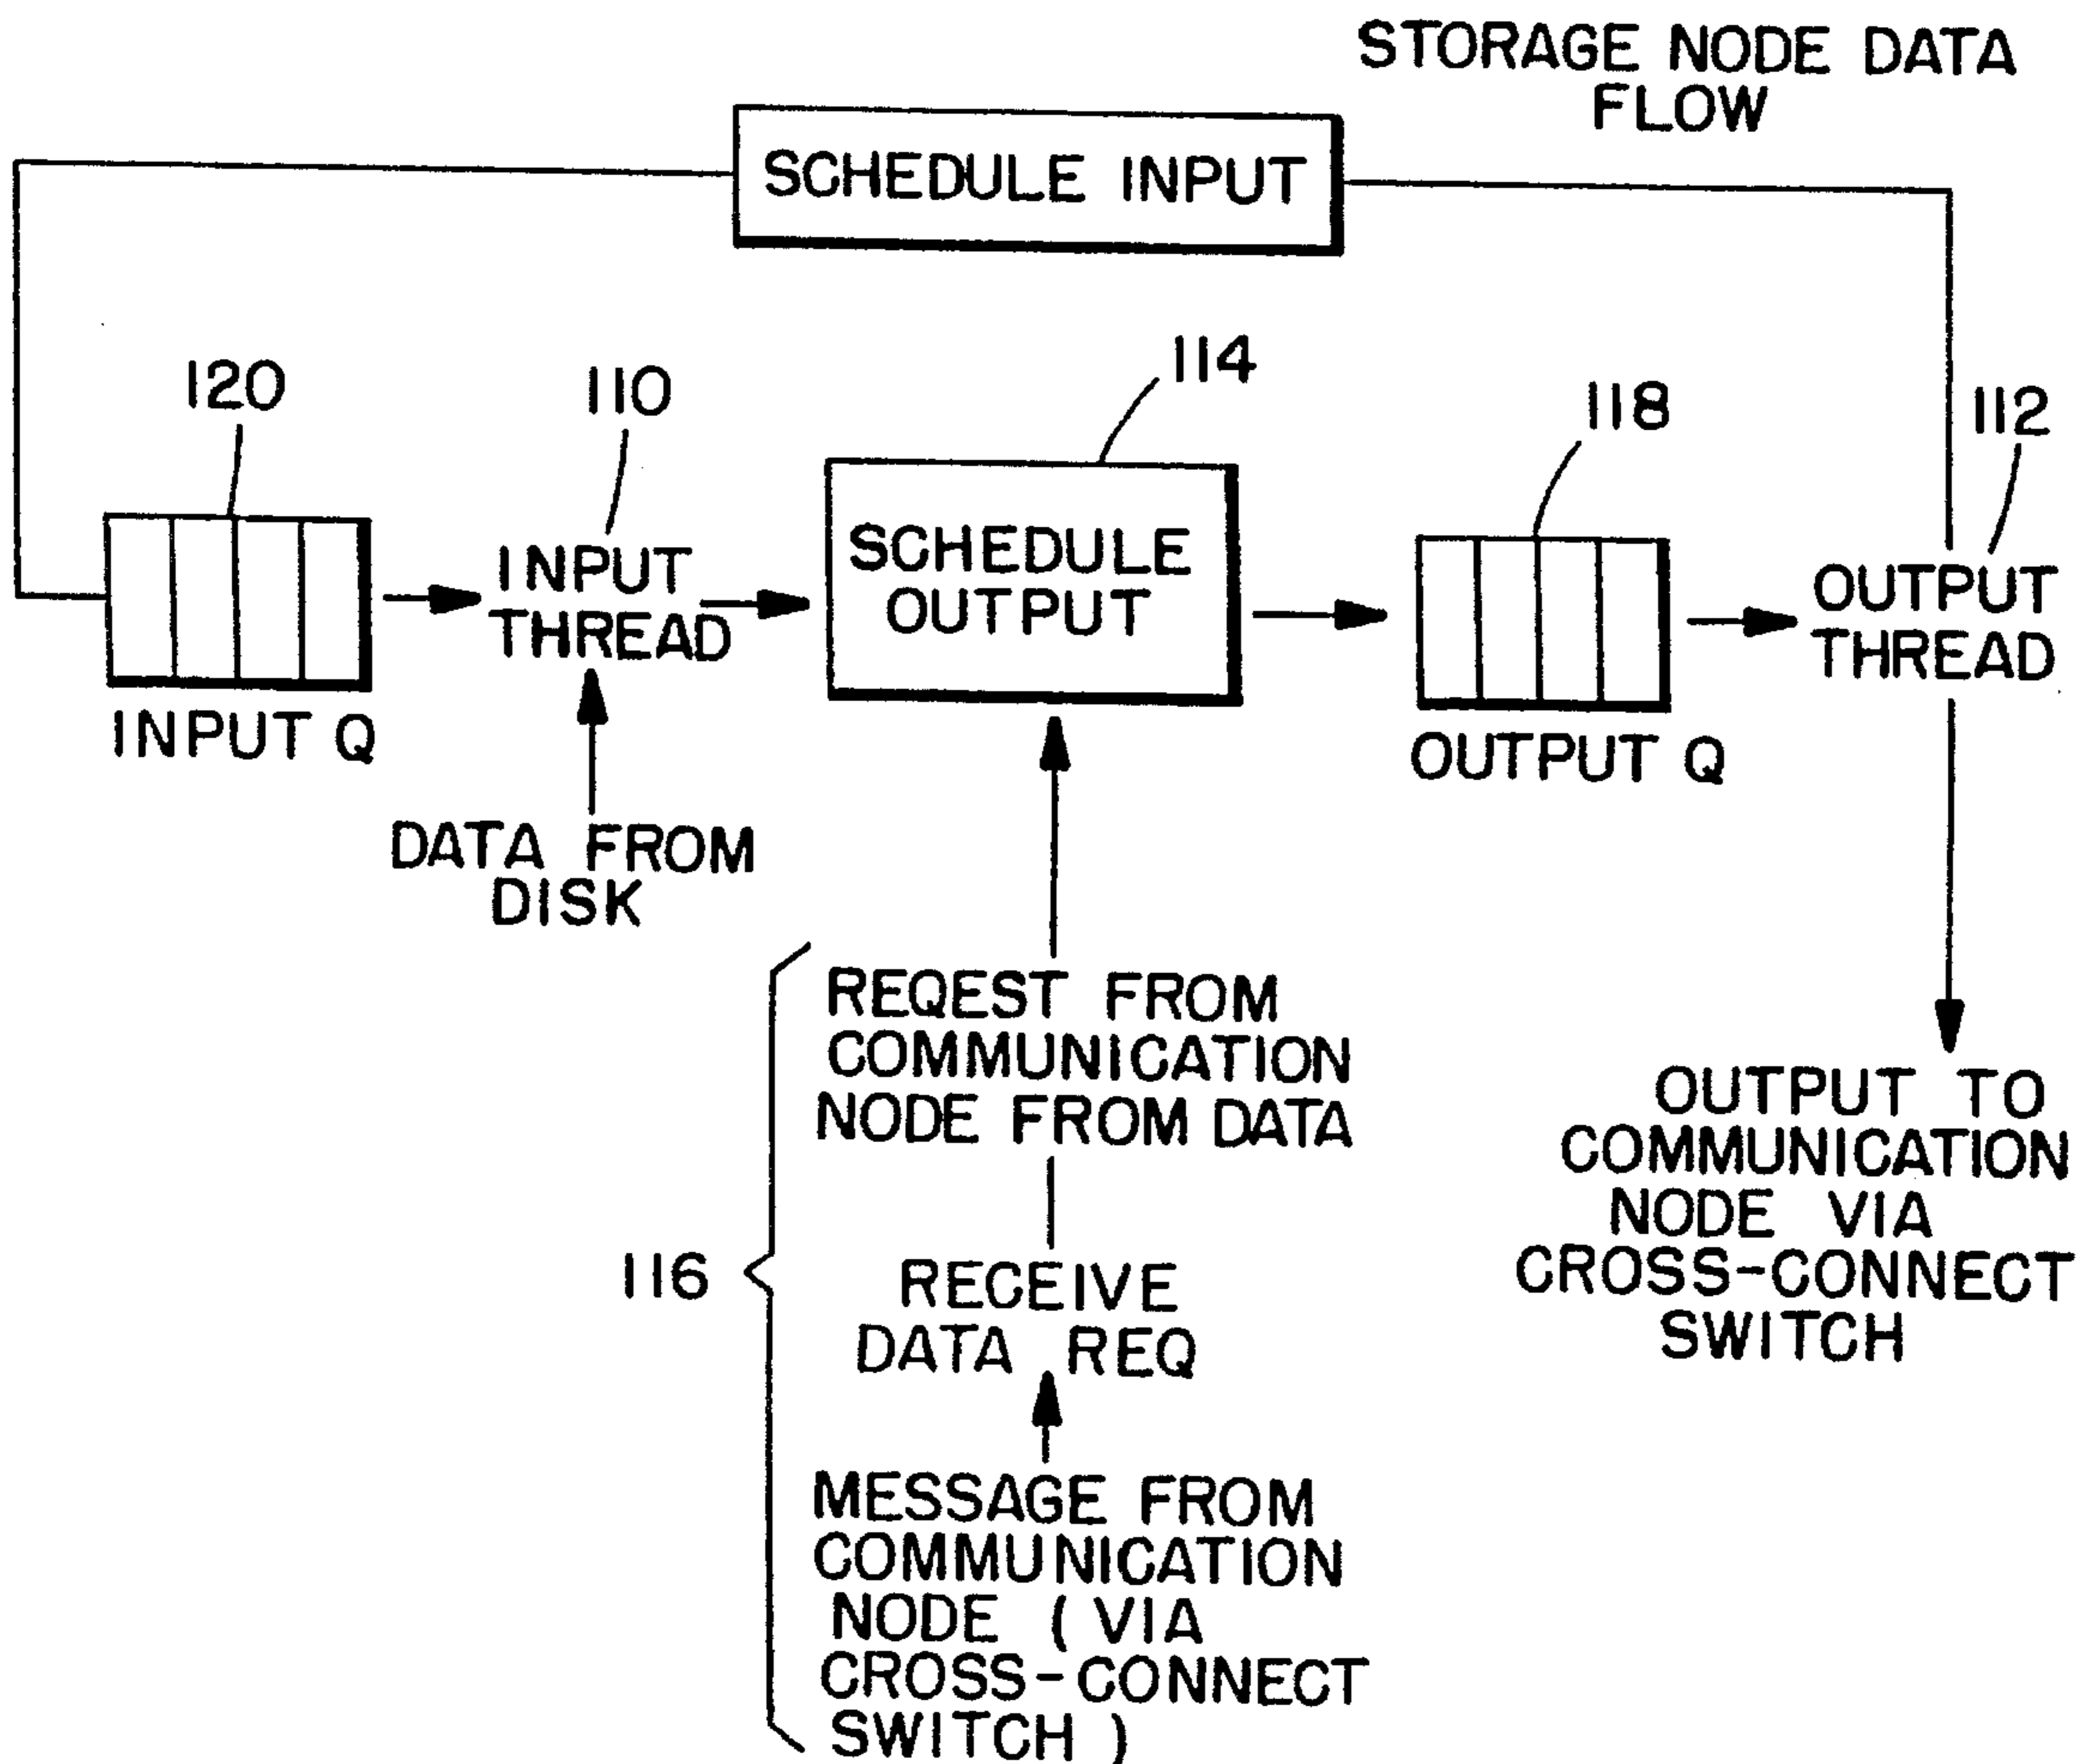 STORAGE NODE DATA
FLOW
SCHEDULE INPUT
120
110
114
118
112
INPUT
THREAD
SCHEDULE
OUTPUT
OUTPUT
THREAD
INPUT Q
OUTPUT Q
DATA FROM
DISK
REQEST FROM
COMMUNICATION
NODE FROM DATA
116
RECEIVE
DATA REQ
MESSAGE FROM
COMMUNICATION
NODE (VIA
CROSS-CONNECT
SWITCH)
OUTPUT TO
COMMUNICATION
NODE VIA
CROSS-CONNECT
SWITCH